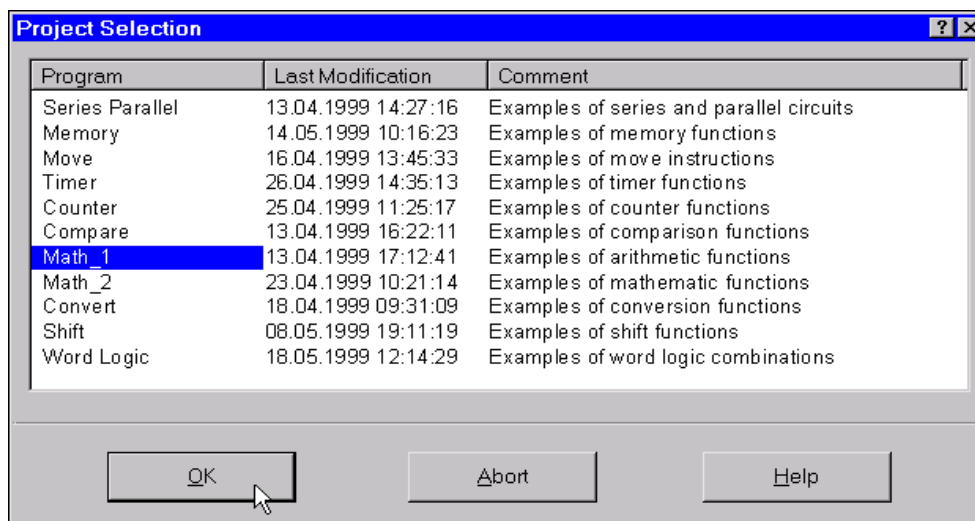 Project Selection
Program Last Modification Comment
Series Parallel 13.04.1999 14:27:16 Examples of series and parallel circuits
Memory 14.05.1999 10:16:23 Examples of memory functions
Move 16.04.1999 13:45:33 Examples of move instructions
Timer 26.04.1999 14:35:13 Examples of timer functions
Counter 25.04.1999 11:25:17 Examples of counter functions
Compare 13.04.1999 16:22:11 Examples of comparison functions
Math_1 13.04.1999 17:12:41 Examples of arithmetic functions
Math_2 23.04.1999 10:21:14 Examples of mathematic functions
Convert 18.04.1999 09:31:09 Examples of conversion functions
Shift 08.05.1999 19:11:19 Examples of shift functions
Word Logic 18.05.1999 12:14:29 Examples of word logic combinations
OK Abort Help